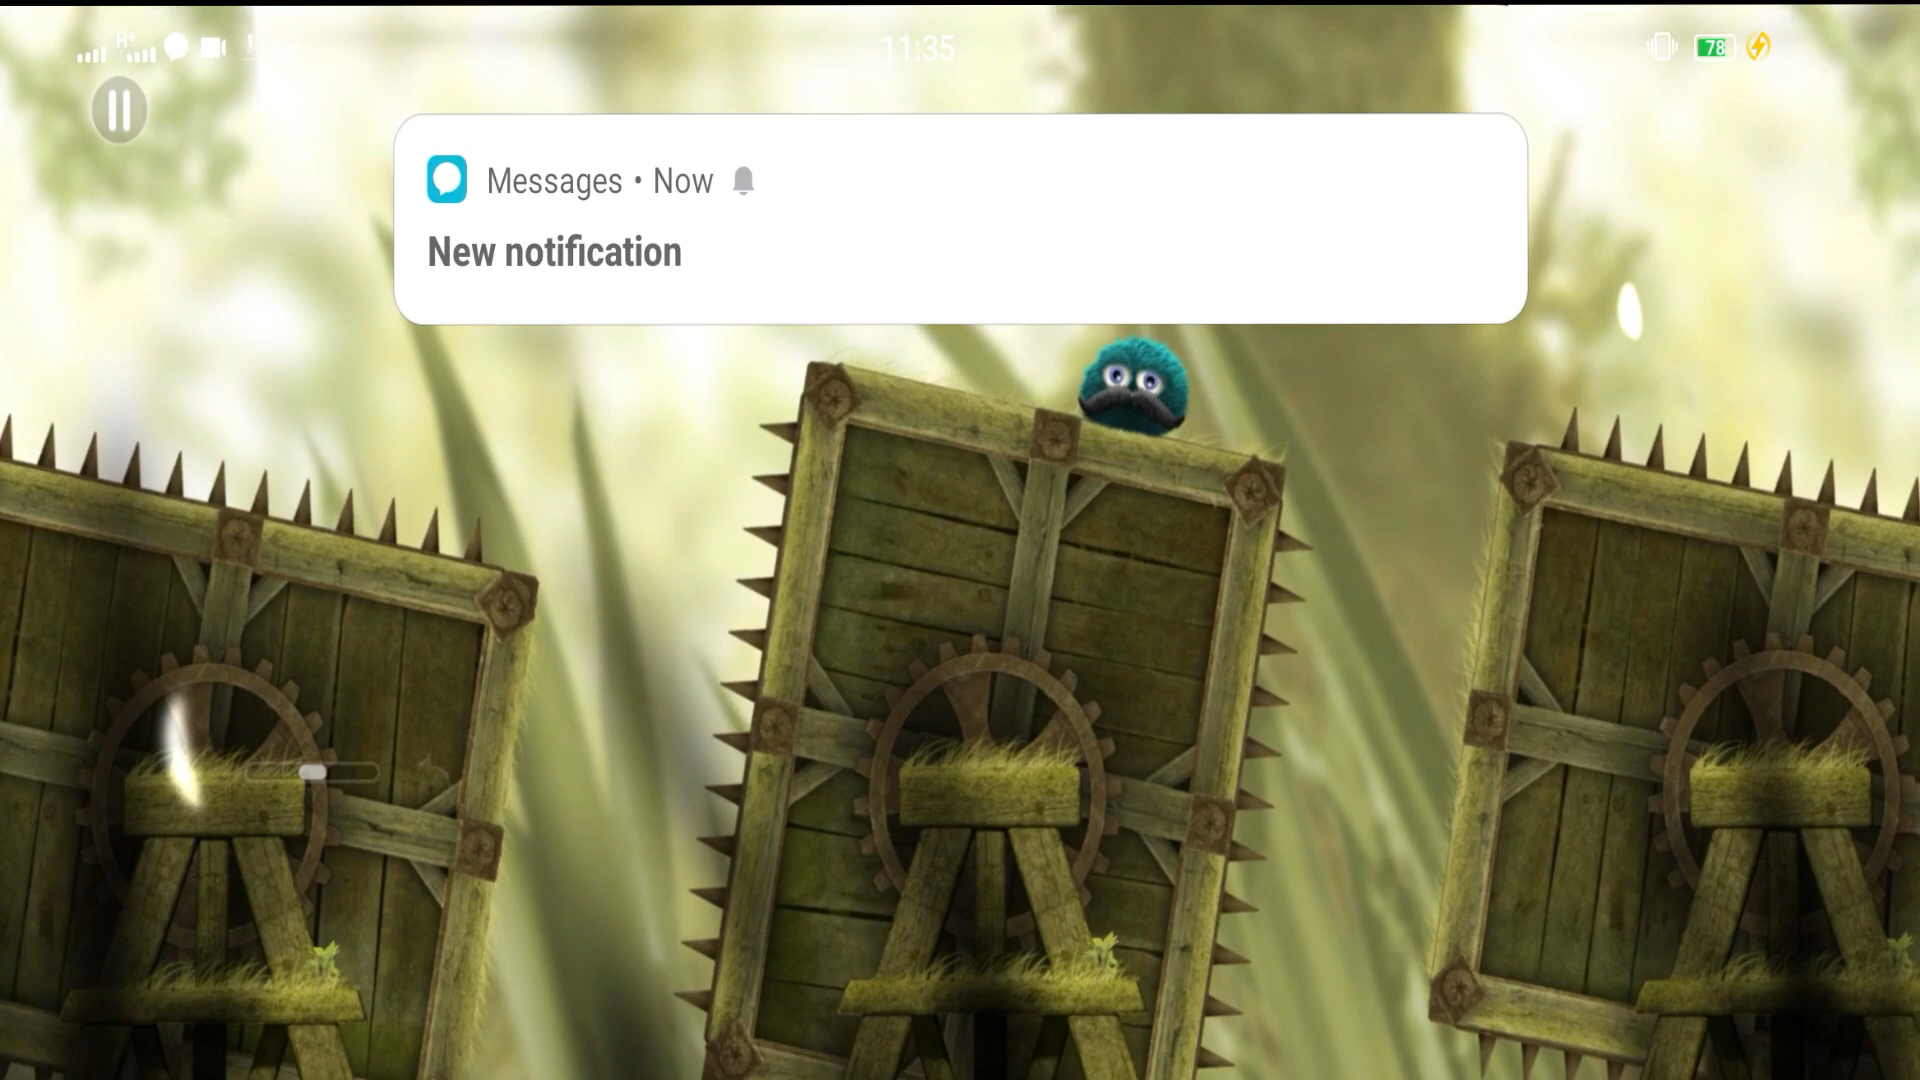 H+
11:35
78
Messages • Now
New notification